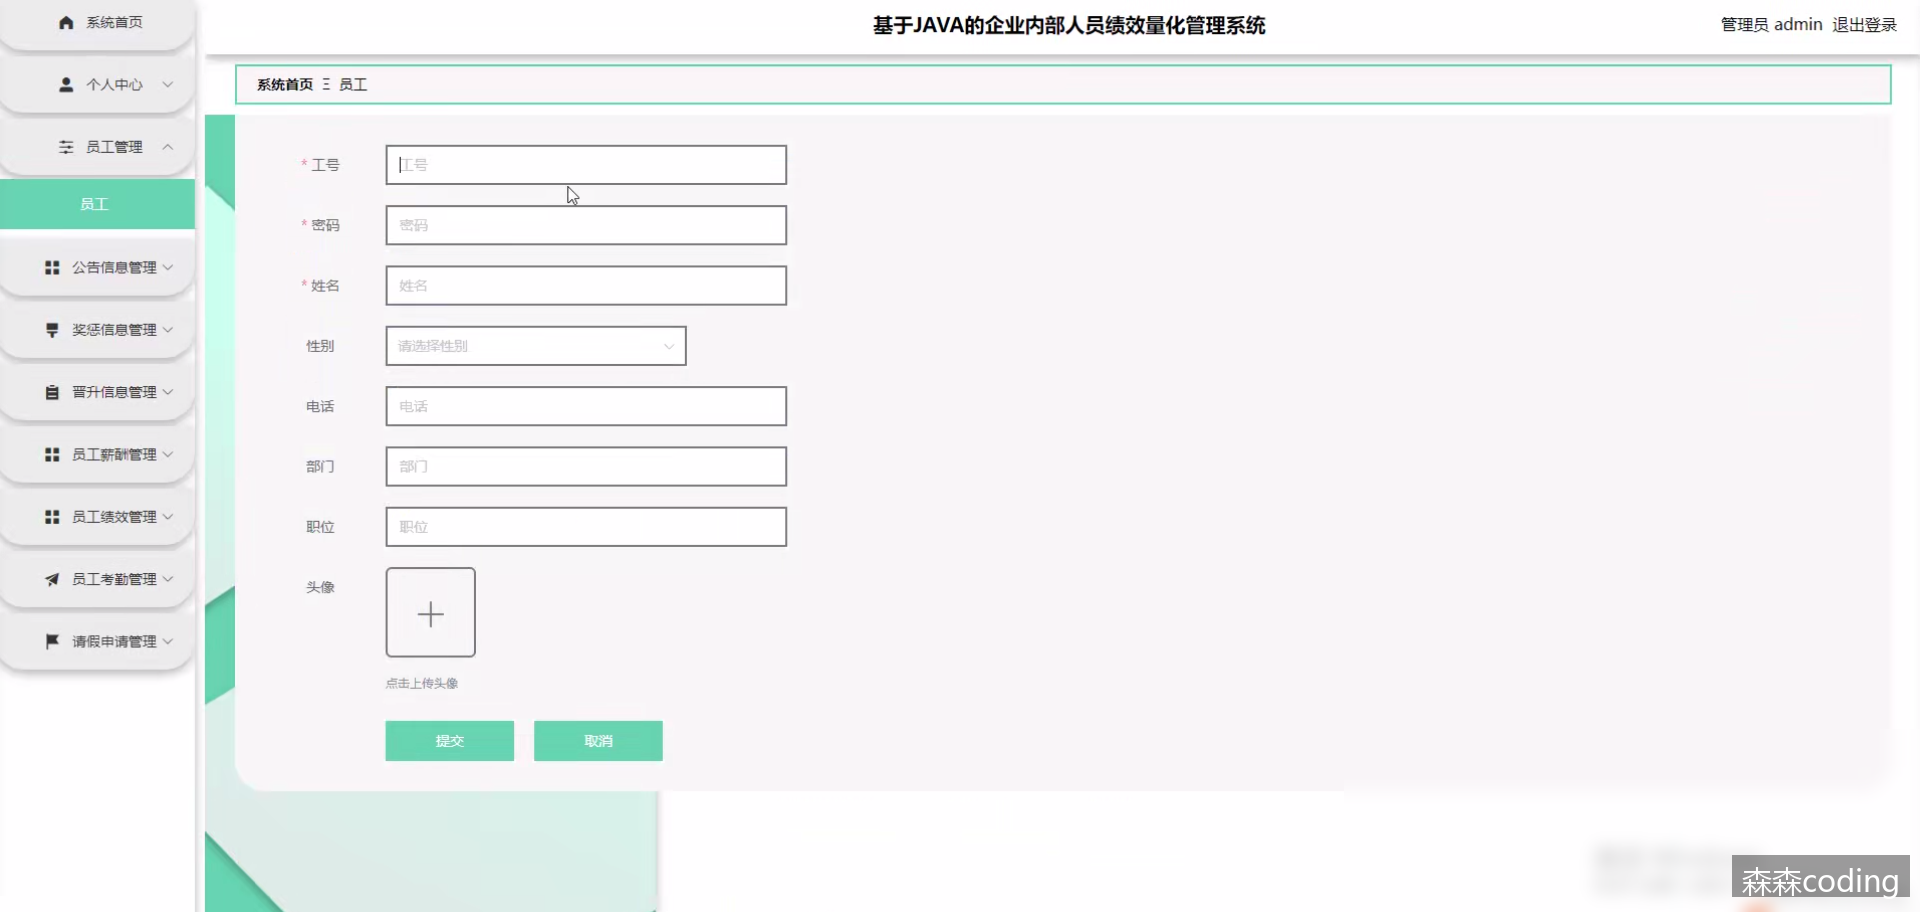 系统首页
个人中心
员工管理
员工
公告信息管理
奖惩信息管理
晋升信息管理
员工薪酬管理
员工绩效管理
员工考勤管理
请假申请管理
基于JAVA的企业内部人员绩效量化管理系统
管理员 admin 退出登录
系统首页 Ξ 员工
* 工号 工号
* 密码 密码
* 姓名 姓名
性别 请选择性别
电话 电话
部门 部门
职位 职位
头像
点击上传头像
提交 取消
森森coding